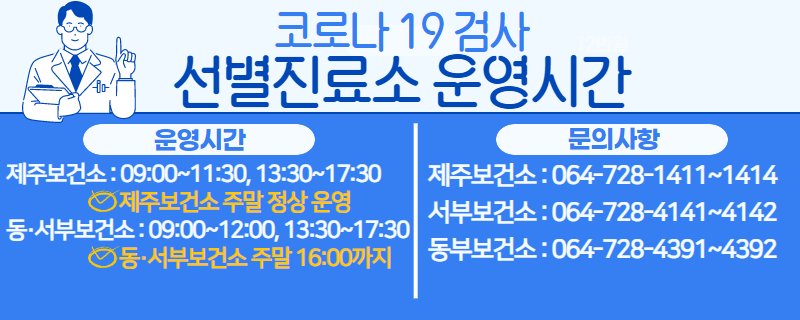 코로나 19 검사
선별진료소 운영시간
운영시간
제주보건소 : 09:00~11:30, 13:30~17:30
제주보건소 주말 정상 운영
동·서부보건소 : 09:00~12:00, 13:30~17:30
동·서부보건소 주말 16:00까지
문의사항
제주보건소 : 064-728-1411~1414
서부보건소 : 064-728-4141~4142
동부보건소 : 064-728-4391~4392